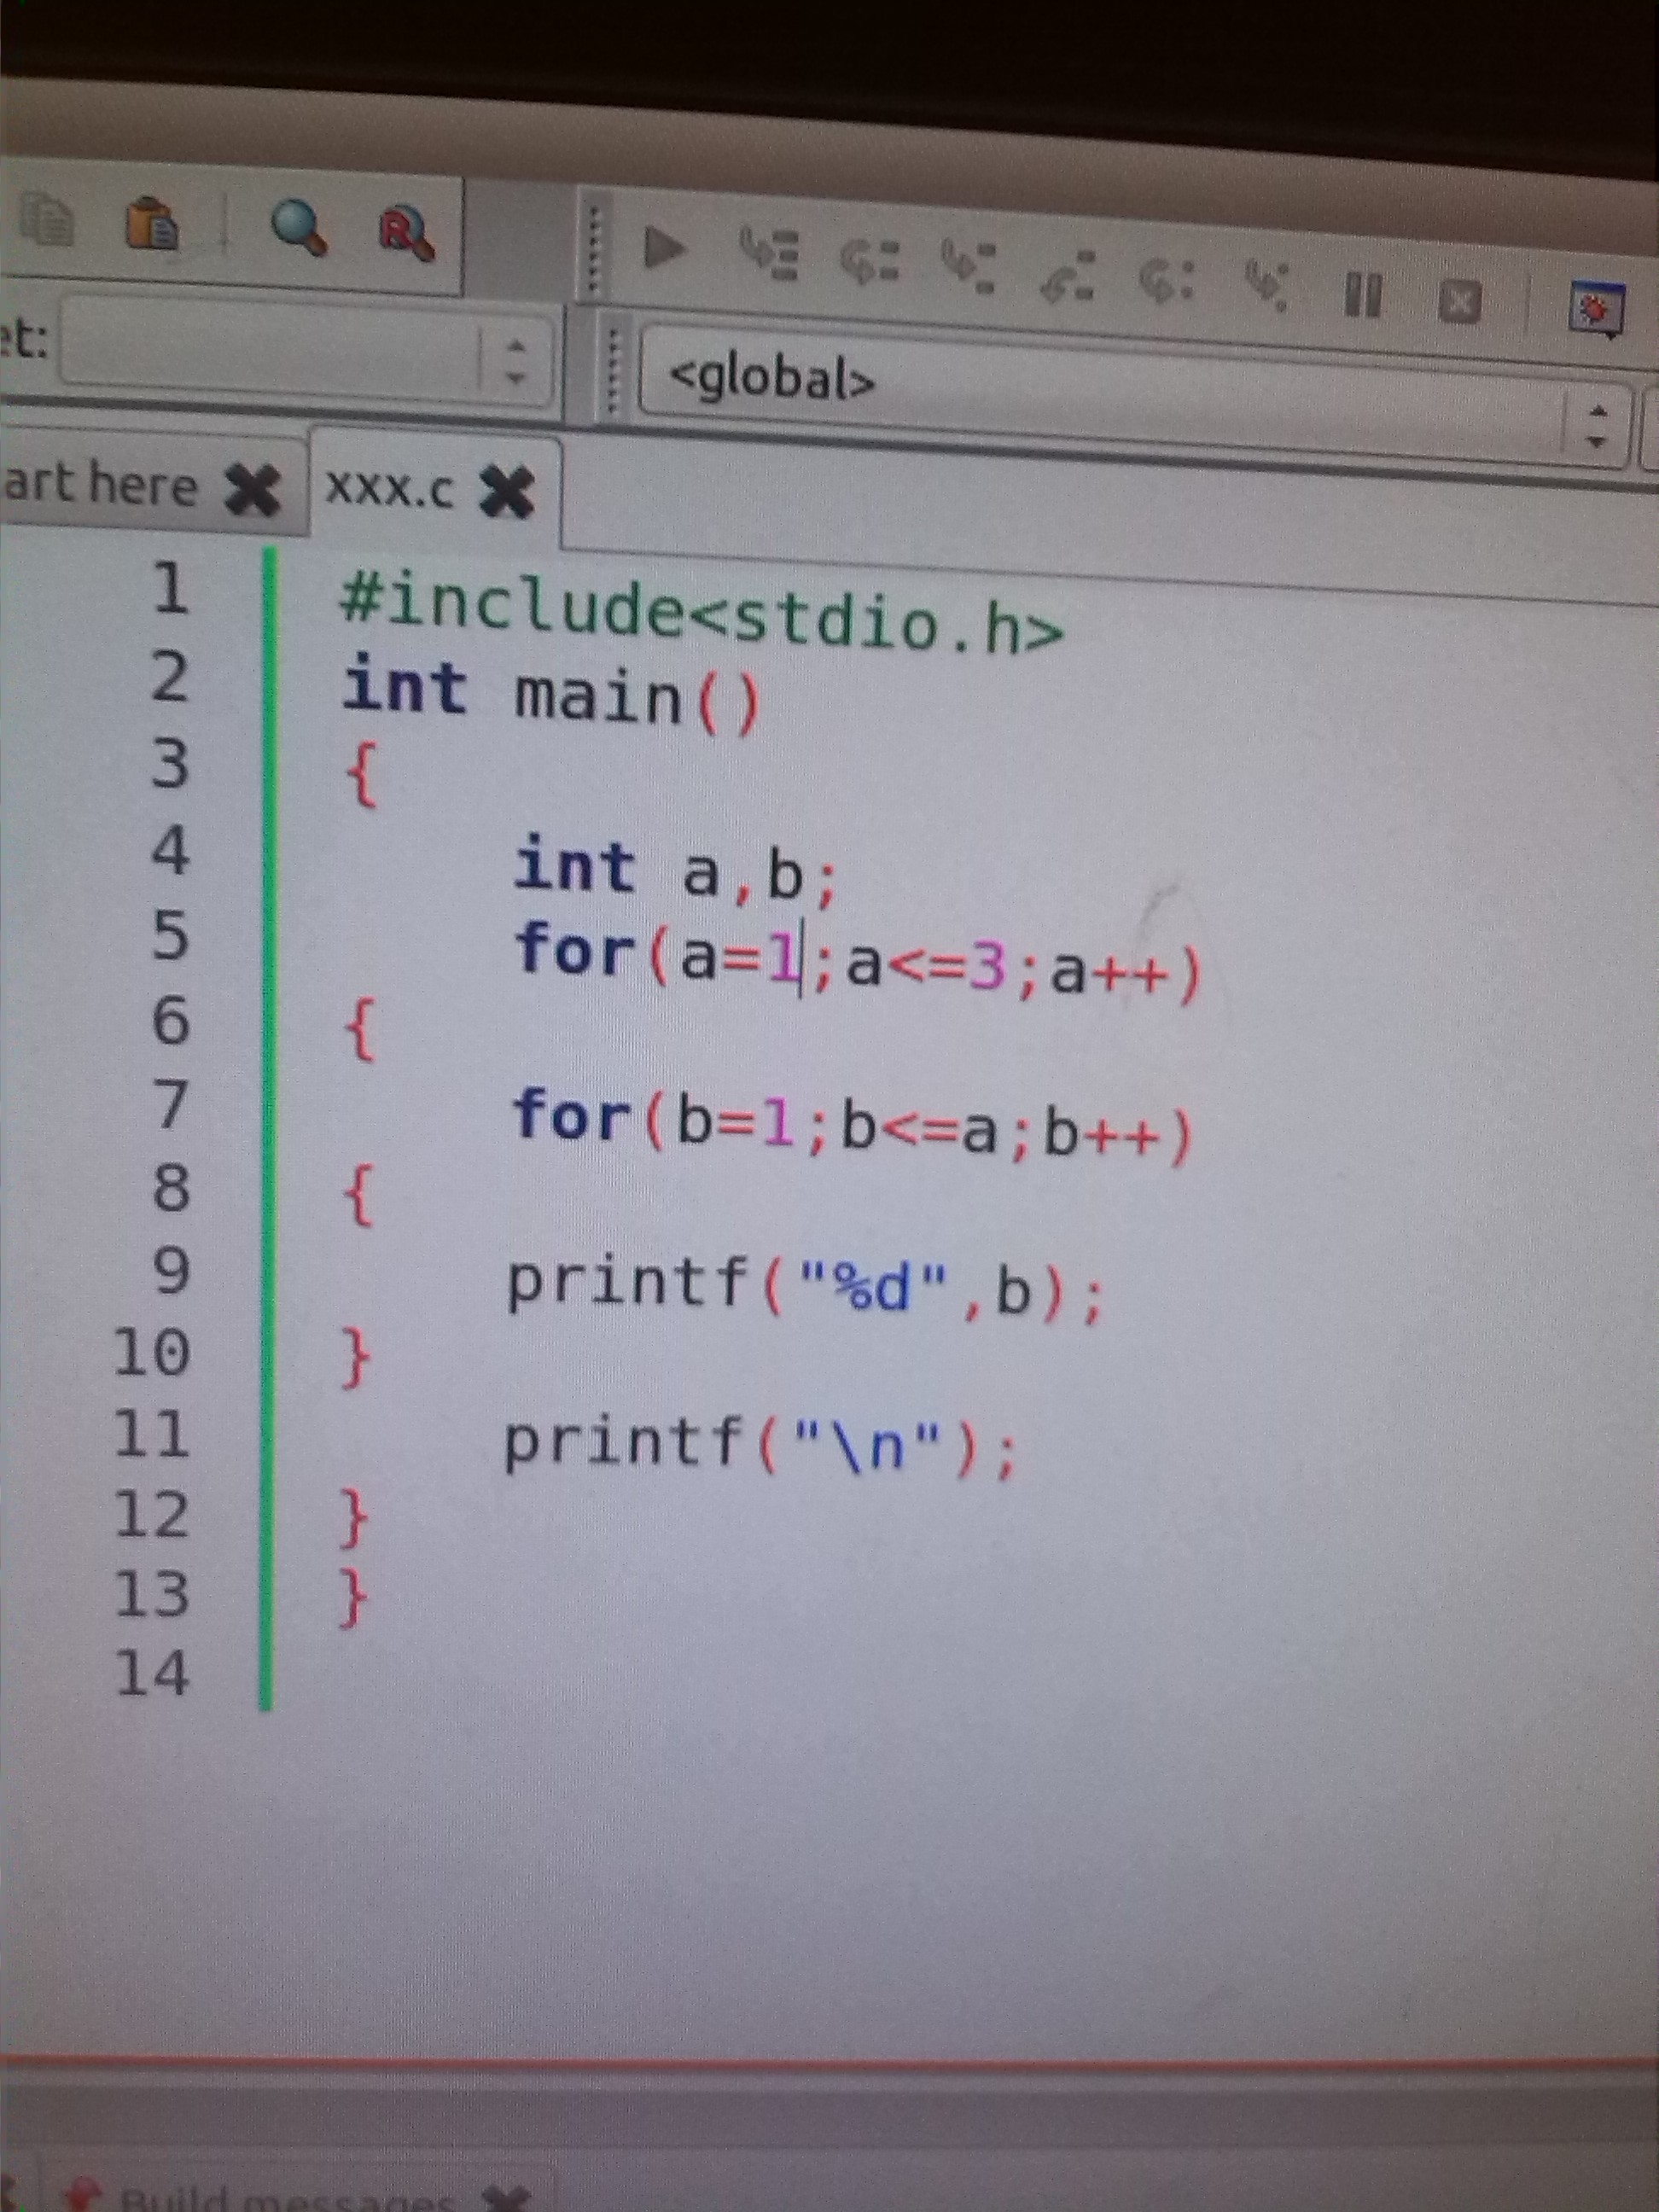 et:
<global>
art here
xxx.c
1 #include<stdio.h>
2 int main()
3 {
4 int a,b;
5 for(a=1;a<=3;a++)
6 {
7 for(b=1;b<=a;b++)
8 {
9 printf("%d",b);
10 }
11 printf("\n");
12 }
13 }
14
Build messages